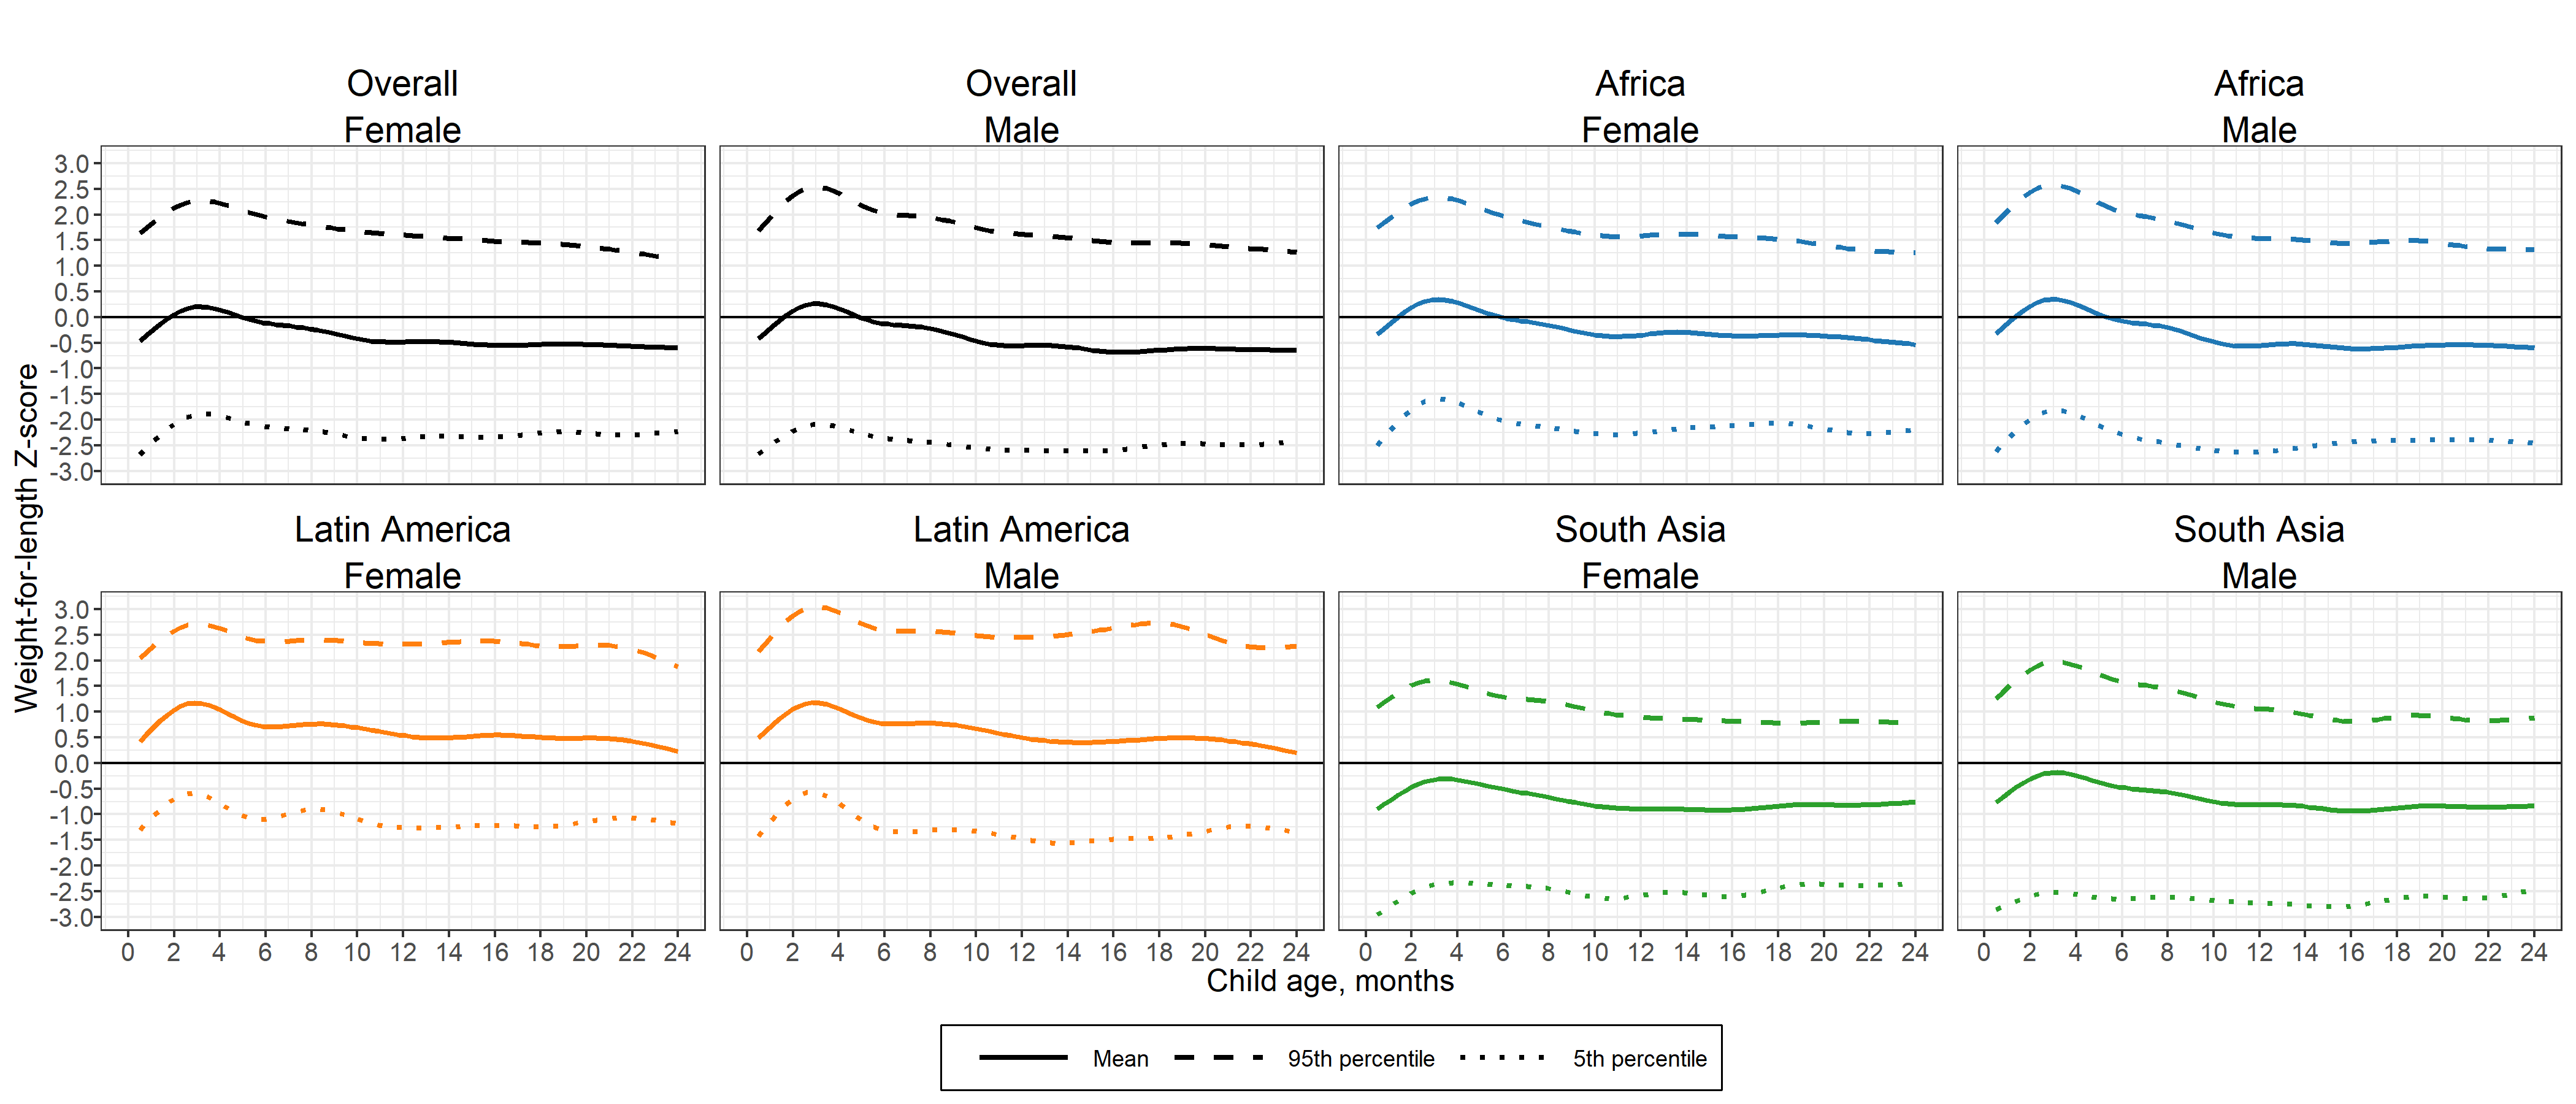 Overall
Female
Overall
Male
Africa
Female
Africa
Male
3.0
2.5
2.0
1.5
1.0
0.5
0.0
-0.5
-1.0
-1.5
-2.0
-2.5
-3.0
Weight-for-length Z-score
Latin America
Female
Latin America
Male
South Asia
Female
South Asia
Male
3.0
2.5
2.0
1.5
1.0
0.5
0.0
-0.5
-1.0
-1.5
-2.0
-2.5
-3.0
0 2 4 6 8 10 12 14 16 18 20 22 24
0 2 4 6 8 10 12 14 16 18 20 22 24
0 2 4 6 8 10 12 14 16 18 20 22 24
0 2 4 6 8 10 12 14 16 18 20 22 24
Child age, months
Mean 95th percentile 5th percentile